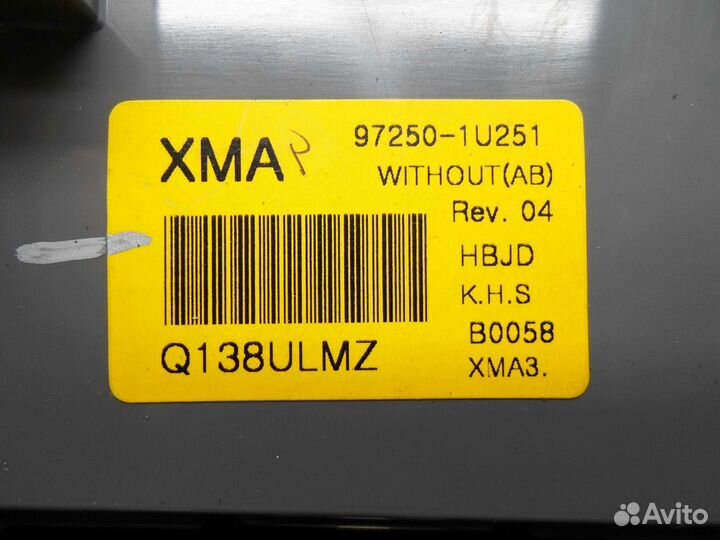 XMA
97250-1U251
WITHOUT(AB)
Rev. 04
HBJD
K.H.S
B0058
XMA3.
Q138ULMZ
Avito